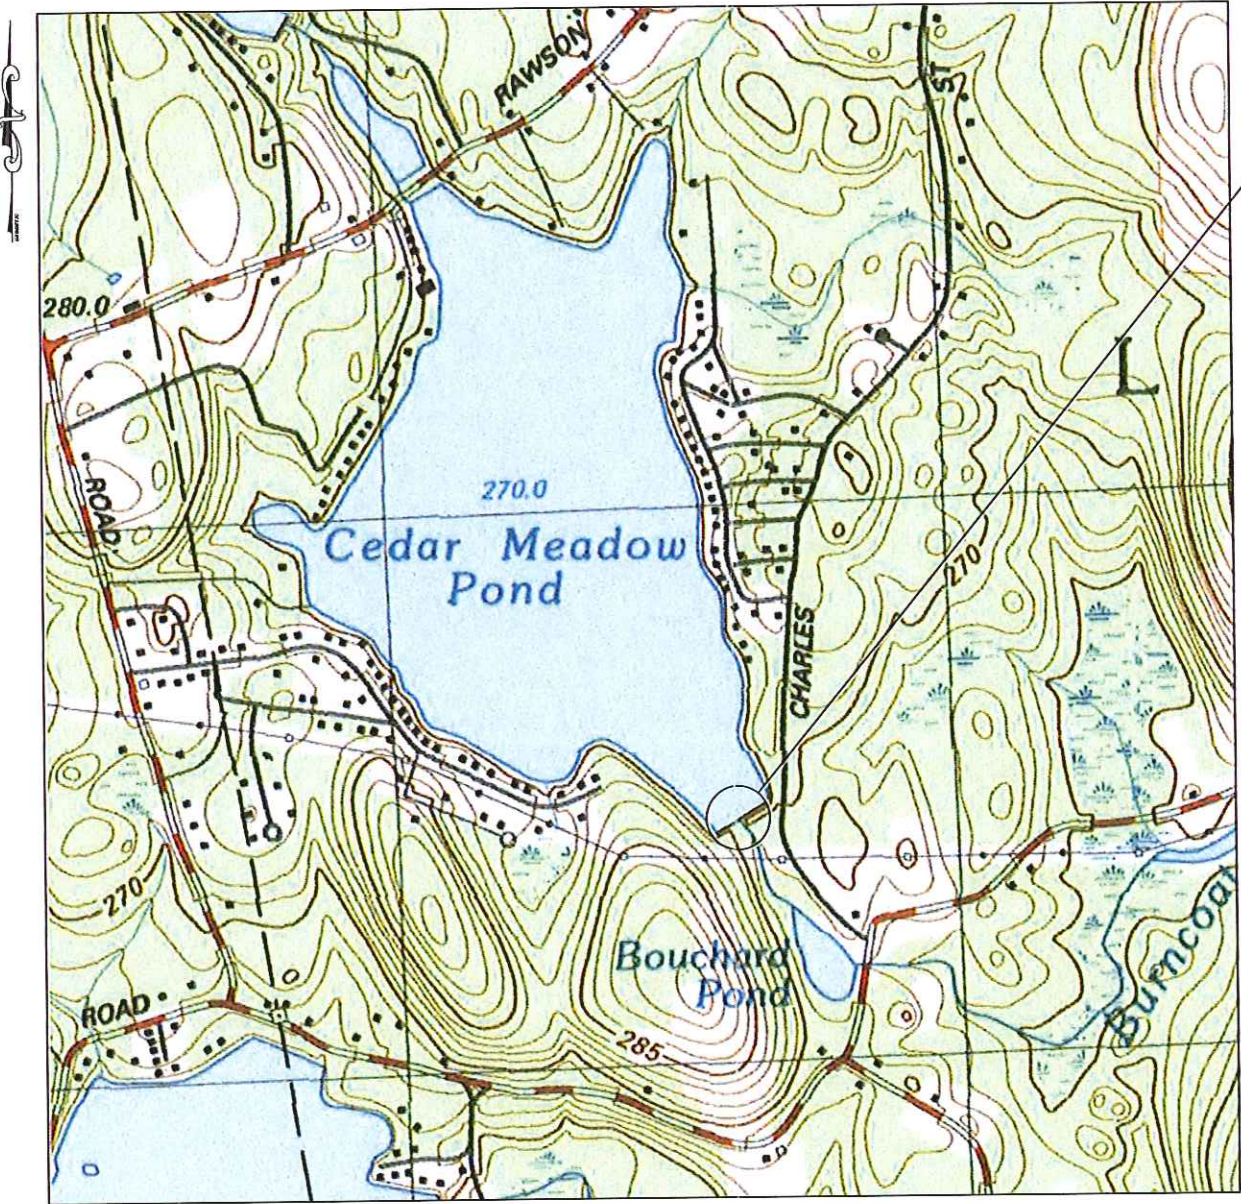 RAWSON
ST
280.0
L
ROAD
270.0
Cedar Meadow
Pond
270
CHARLES
270
Bouchard
Pond
Burncoat
ROAD
285